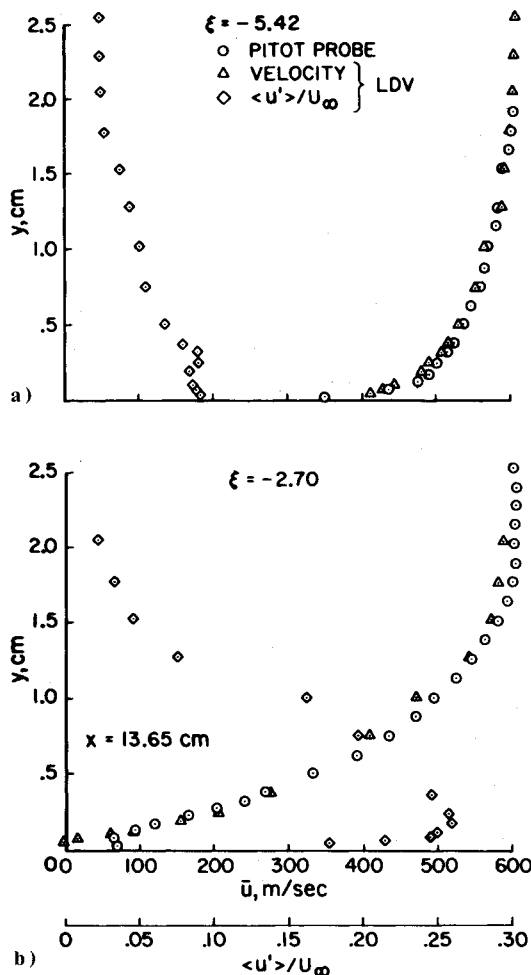 2.5
ξ = -5.42
PITOT PROBE
VELOCITY
<u'>/U∞
LDV
2.0
1.5
y, cm
1.0
.5
a)
2.5
ξ = -2.70
2.0
1.5
y, cm
1.0
x = 13.65 cm
.5
0
0 100 200 300 400 500 600
ū, m/sec
0 .05 .10 .15 .20 .25 .30
b)
<u'>/U∞